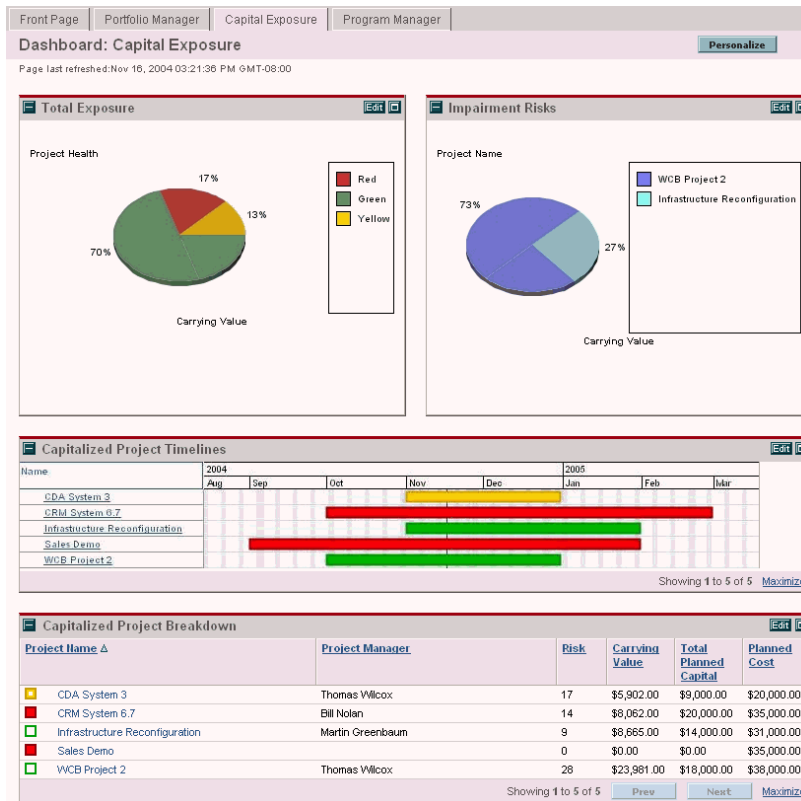 Front Page Portfolio Manager Capital Exposure Program Manager
Dashboard: Capital Exposure Personalize
Page last refreshed:Nov 16, 2004 03:21:36 PM GMT-08:00
Total Exposure Edit
Project Health
17%
13%
70%
Red
Green
Yellow
Carrying Value
Impairment Risks Edit
Project Name
73%
27%
WCB Project 2
Infrastructure Reconfiguration
Carrying Value
Capitalized Project Timelines Edit
Name 2004 2005
Aug Sep Oct Nov Dec Jan Feb Mar
CDA System 3
CRM System 6.7
Infrastructure Reconfiguration
Sales Demo
WCB Project 2
Showing 1 to 5 of 5 Maximize
Capitalized Project Breakdown Edit
Project Name Project Manager Risk Carrying Value Total Planned Capital Planned Cost
CDA System 3 Thomas Wilcox 17 $5,902.00 $9,000.00 $20,000.00
CRM System 6.7 Bill Nolan 14 $8,062.00 $20,000.00 $35,000.00
Infrastructure Reconfiguration Martin Greenbaum 9 $8,665.00 $14,000.00 $31,000.00
Sales Demo 0 $0.00 $0.00 $35,000.00
WCB Project 2 Thomas Wilcox 28 $23,981.00 $18,000.00 $38,000.00
Showing 1 to 5 of 5 Prev Next Maximize